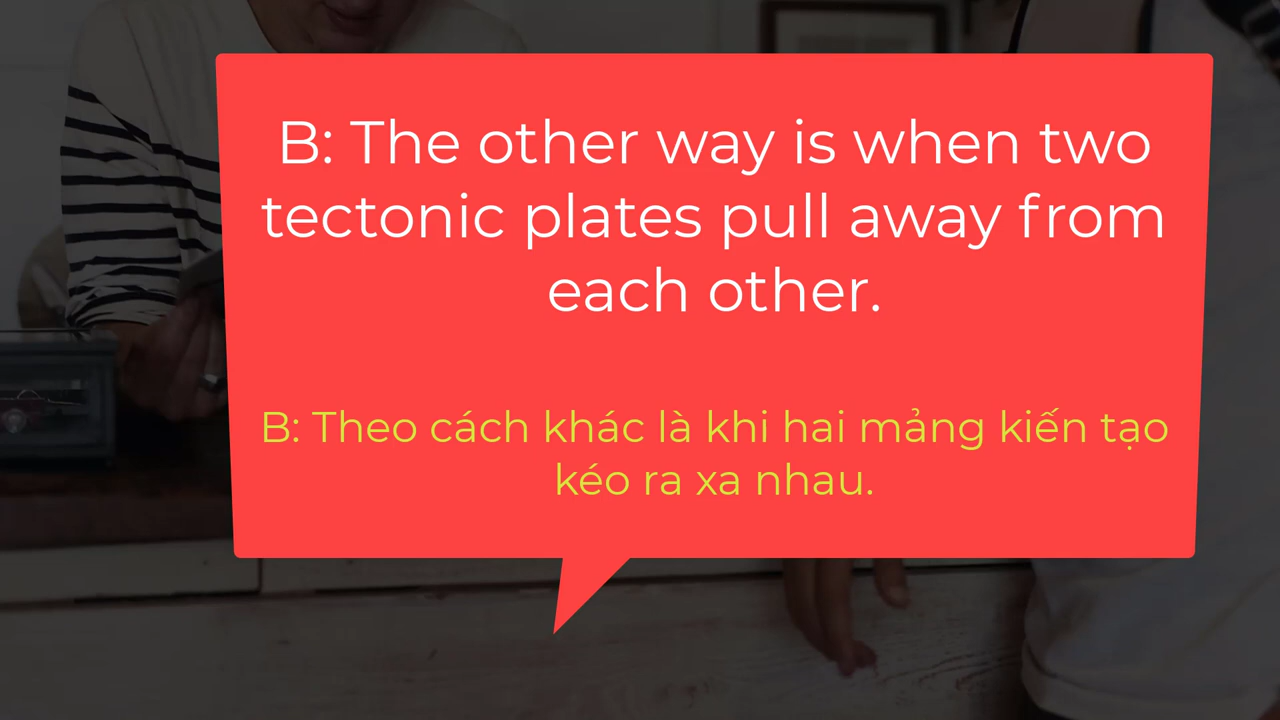 B: The other way is when two
tectonic plates pull away from
each other.
B: Theo cách khác là khi hai mảng kiến tạo
kéo ra xa nhau.